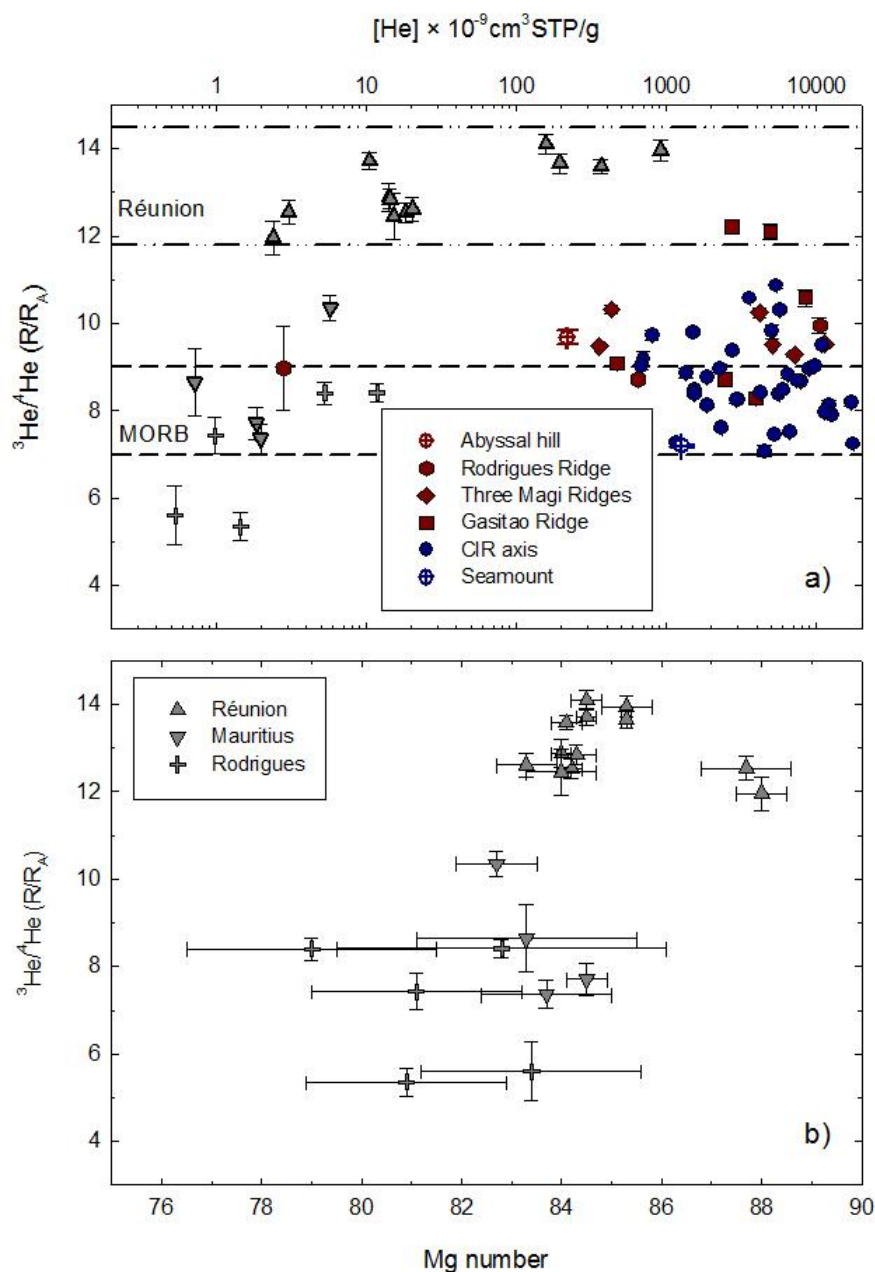 [He] × 10⁻⁹cm³STP/g
1 10 100 1000 10000
14
12
10
8
6
4
³He/⁴He (R/R_A)
Réunion
MORB
Abyssal hill
Rodrigues Ridge
Three Magi Ridges
Gasitao Ridge
CIR axis
Seamount
a)
Réunion
Mauritius
Rodrigues
14
12
10
8
6
4
³He/⁴He (R/R_A)
b)
76 78 80 82 84 86 88 90
Mg number